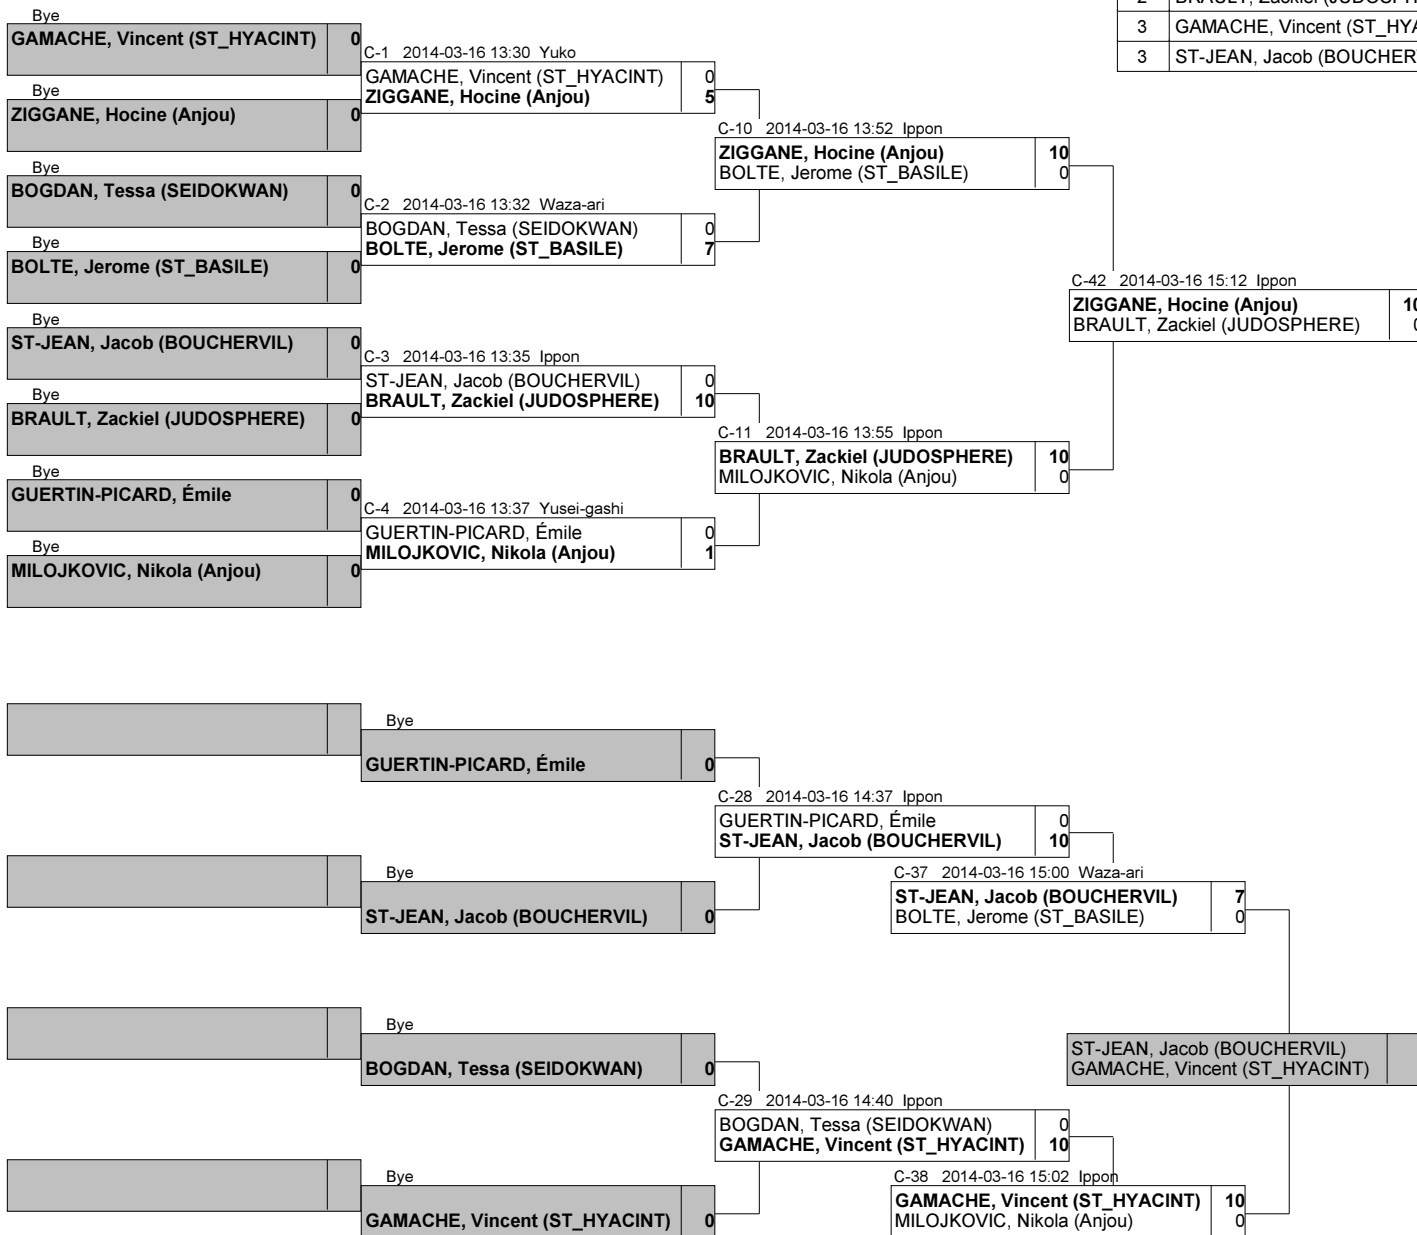 3 GAMACHE, Vincent (ST_HYA
3 ST-JEAN, Jacob (BOUCHER
Bye
GAMACHE, Vincent (ST_HYACINT) 0
Bye
ZIGGANE, Hocine (Anjou) 0
Bye
BOGDAN, Tessa (SEIDOKWAN) 0
Bye
BOLTE, Jerome (ST_BASILE) 0
Bye
ST-JEAN, Jacob (BOUCHERVIL) 0
Bye
BRAULT, Zackiel (JUDOSPHERE) 0
Bye
GUERTIN-PICARD, Émile 0
Bye
MILOJKOVIC, Nikola (Anjou) 0
C-1 2014-03-16 13:30 Yuko
GAMACHE, Vincent (ST_HYACINT) 0
ZIGGANE, Hocine (Anjou) 5
C-2 2014-03-16 13:32 Waza-ari
BOGDAN, Tessa (SEIDOKWAN) 0
BOLTE, Jerome (ST_BASILE) 7
C-3 2014-03-16 13:35 Ippon
ST-JEAN, Jacob (BOUCHERVIL) 0
BRAULT, Zackiel (JUDOSPHERE) 10
C-4 2014-03-16 13:37 Yusei-gashi
GUERTIN-PICARD, Émile 0
MILOJKOVIC, Nikola (Anjou) 1
C-10 2014-03-16 13:52 Ippon
ZIGGANE, Hocine (Anjou) 10
BOLTE, Jerome (ST_BASILE) 0
C-11 2014-03-16 13:55 Ippon
BRAULT, Zackiel (JUDOSPHERE) 10
MILOJKOVIC, Nikola (Anjou) 0
C-42 2014-03-16 15:12 Ippon
ZIGGANE, Hocine (Anjou) 10
BRAULT, Zackiel (JUDOSPHERE) 0
Bye
GUERTIN-PICARD, Émile 0
Bye
ST-JEAN, Jacob (BOUCHERVIL) 0
Bye
BOGDAN, Tessa (SEIDOKWAN) 0
Bye
GAMACHE, Vincent (ST_HYACINT) 0
C-28 2014-03-16 14:37 Ippon
GUERTIN-PICARD, Émile 0
ST-JEAN, Jacob (BOUCHERVIL) 10
C-37 2014-03-16 15:00 Waza-ari
ST-JEAN, Jacob (BOUCHERVIL) 7
BOLTE, Jerome (ST_BASILE) 0
C-29 2014-03-16 14:40 Ippon
BOGDAN, Tessa (SEIDOKWAN) 0
GAMACHE, Vincent (ST_HYACINT) 10
C-38 2014-03-16 15:02 Ippon
GAMACHE, Vincent (ST_HYACINT) 10
MILOJKOVIC, Nikola (Anjou) 0
ST-JEAN, Jacob (BOUCHERVIL)
GAMACHE, Vincent (ST_HYACINT)